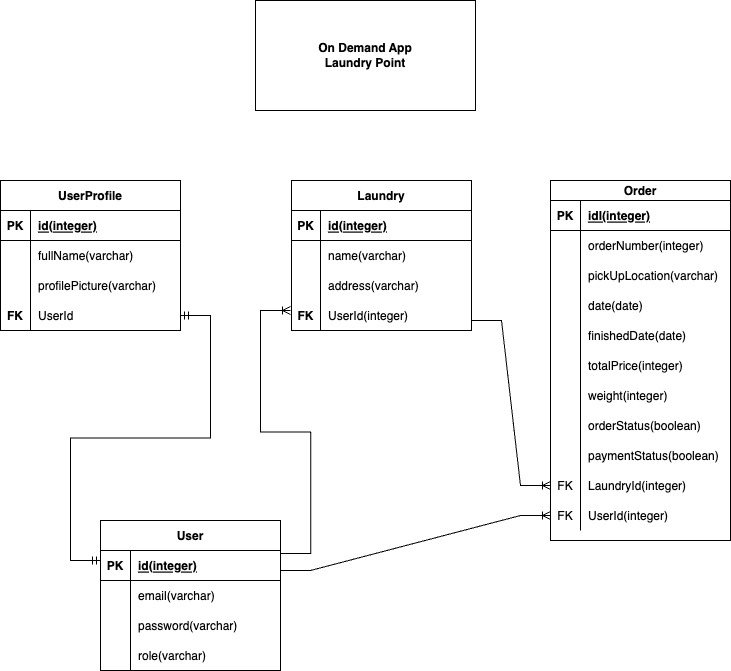 On Demand App
Laundry Point
UserProfile
PK id(integer)
fullName(varchar)
profilePicture(varchar)
FK UserId
Laundry
PK id(integer)
name(varchar)
address(varchar)
FK UserId(integer)
Order
PK idl(integer)
orderNumber(integer)
pickUpLocation(varchar)
date(date)
finishedDate(date)
totalPrice(integer)
weight(integer)
orderStatus(boolean)
paymentStatus(boolean)
FK LaundryId(integer)
FK UserId(integer)
User
PK id(integer)
email(varchar)
password(varchar)
role(varchar)